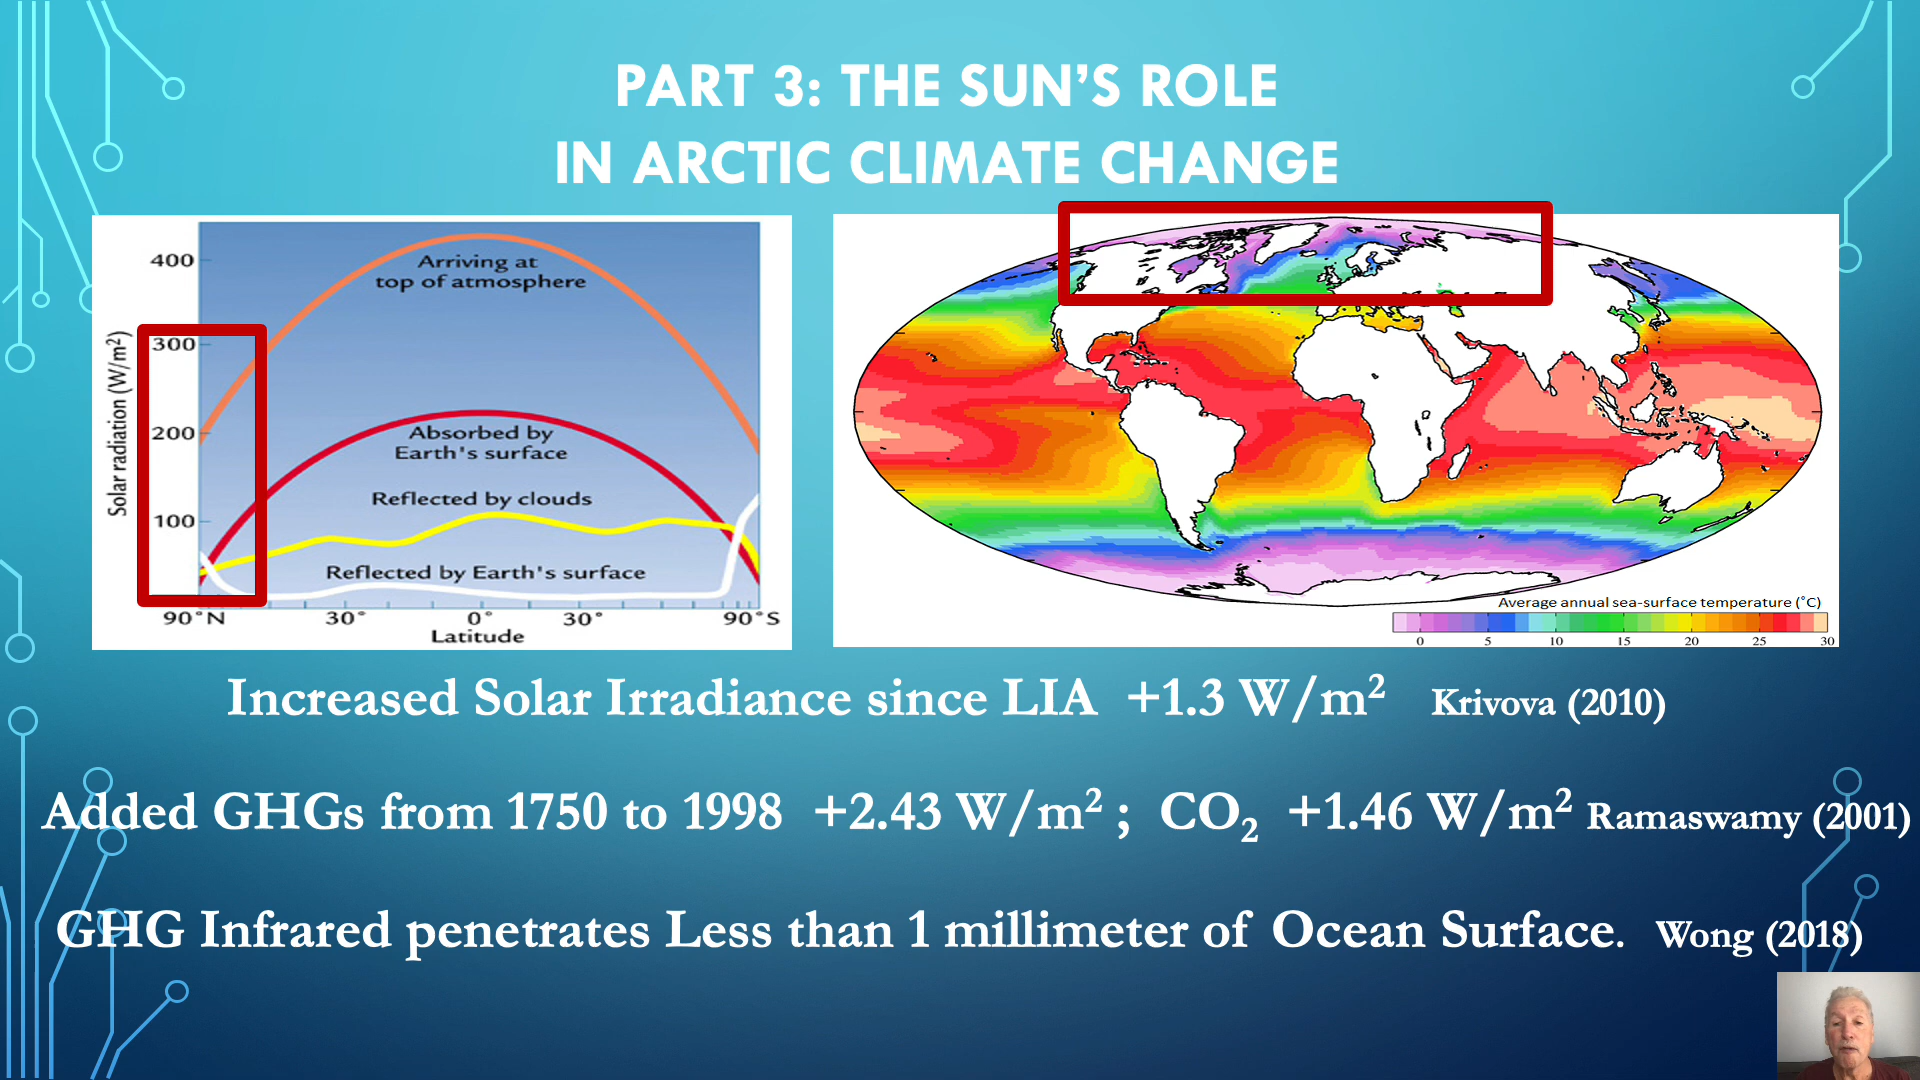 PART 3: THE SUN'S ROLE
IN ARCTIC CLIMATE CHANGE
Solar radiation (W/m²)
400
300
200
100
Arriving at
top of atmosphere
Absorbed by
Earth's surface
Reflected by clouds
Reflected by Earth's surface
90°N 30° 0° 30° 90°S
Latitude
Average annual sea-surface temperature (°C)
0 5 10 15 20 25 30
Increased Solar Irradiance since LIA +1.3 W/m² Krivova (2010)
Added GHGs from 1750 to 1998 +2.43 W/m² ; CO₂ +1.46 W/m² Ramaswamy (2001)
GHG Infrared penetrates Less than 1 millimeter of Ocean Surface. Wong (2018)